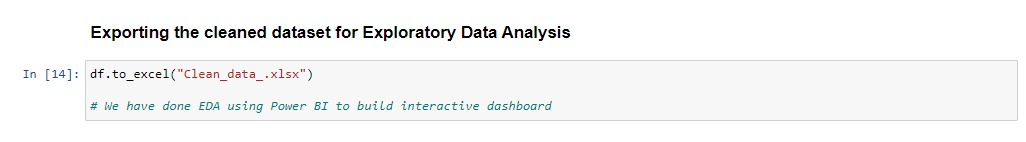 Exporting the cleaned dataset for Exploratory Data Analysis
In [14]: df.to_excel("Clean_data_.xlsx")
# We have done EDA using Power BI to build interactive dashboard